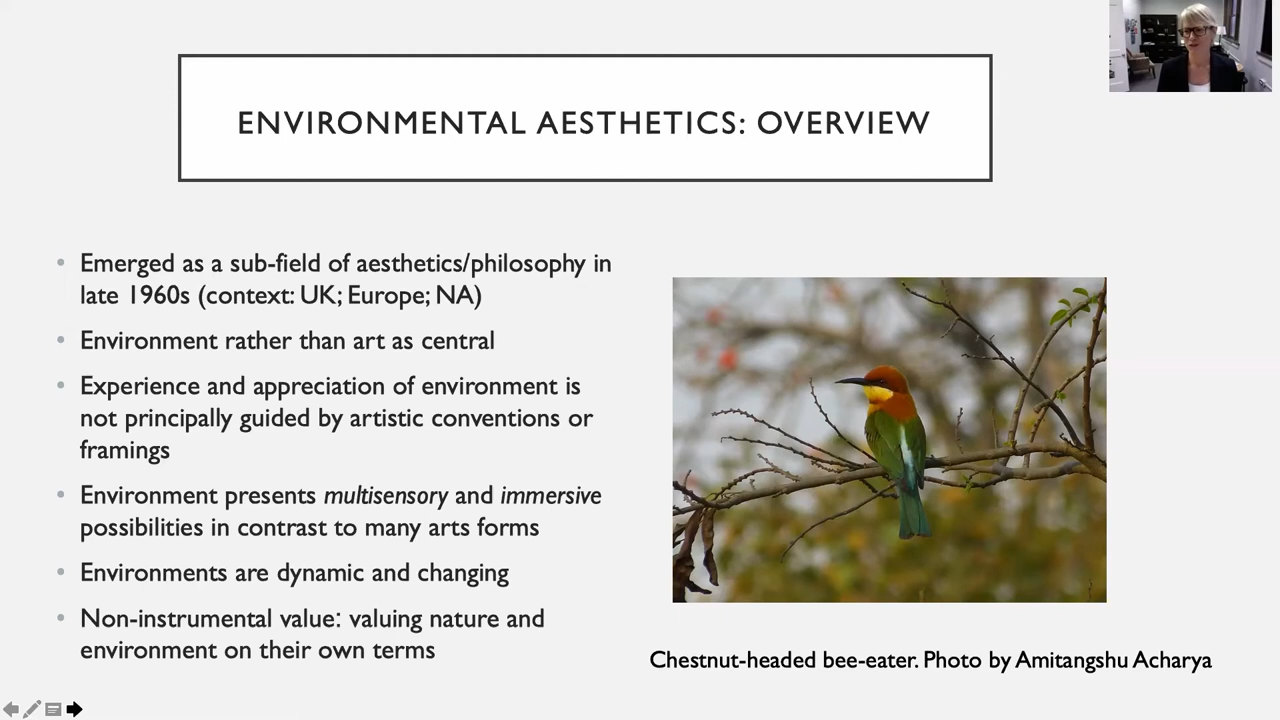 ENVIRONMENTAL AESTHETICS: OVERVIEW
• Emerged as a sub-field of aesthetics/philosophy in
late 1960s (context: UK; Europe; NA)
• Environment rather than art as central
• Experience and appreciation of environment is
not principally guided by artistic conventions or
framings
• Environment presents multisensory and immersive
possibilities in contrast to many arts forms
• Environments are dynamic and changing
• Non-instrumental value: valuing nature and
environment on their own terms
Chestnut-headed bee-eater. Photo by Amitangshu Acharya